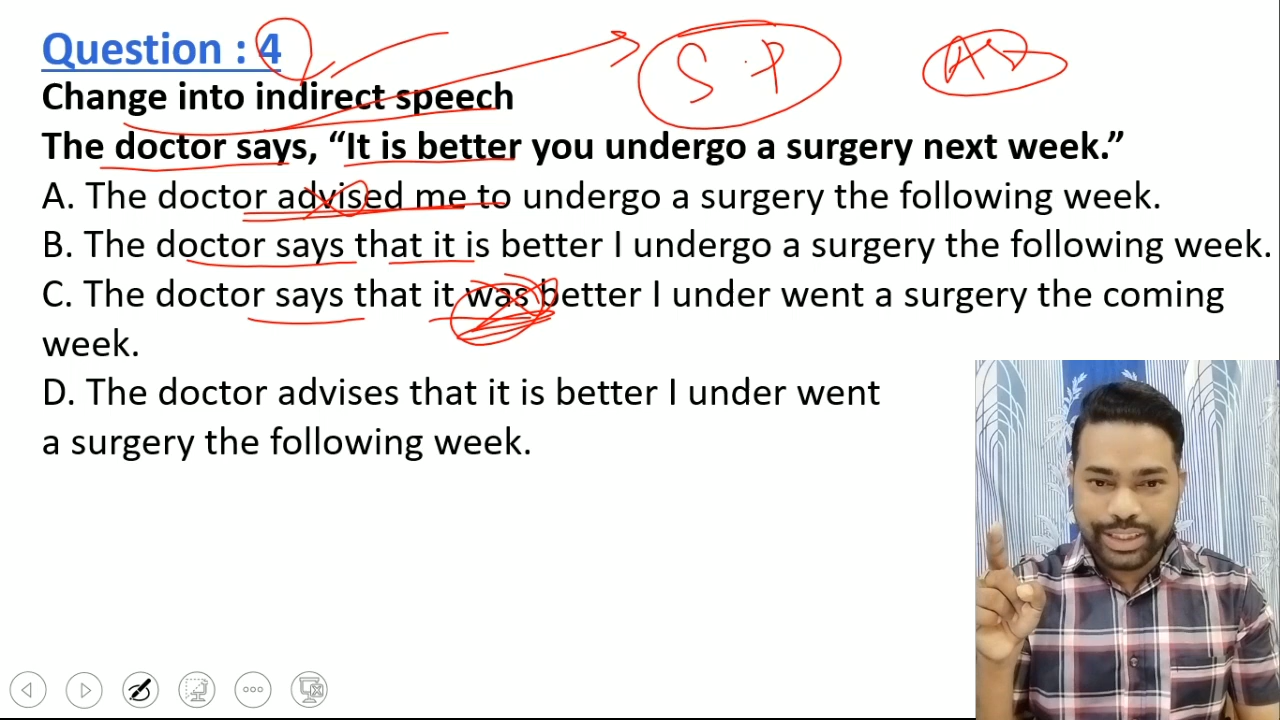 Question : 4
S.P
Change into indirect speech
The doctor says, “It is better you undergo a surgery next week.”
A. The doctor advised me to undergo a surgery the following week.
B. The doctor says that it is better I undergo a surgery the following week.
C. The doctor says that it was better I under went a surgery the coming
week.
D. The doctor advises that it is better I under went
a surgery the following week.